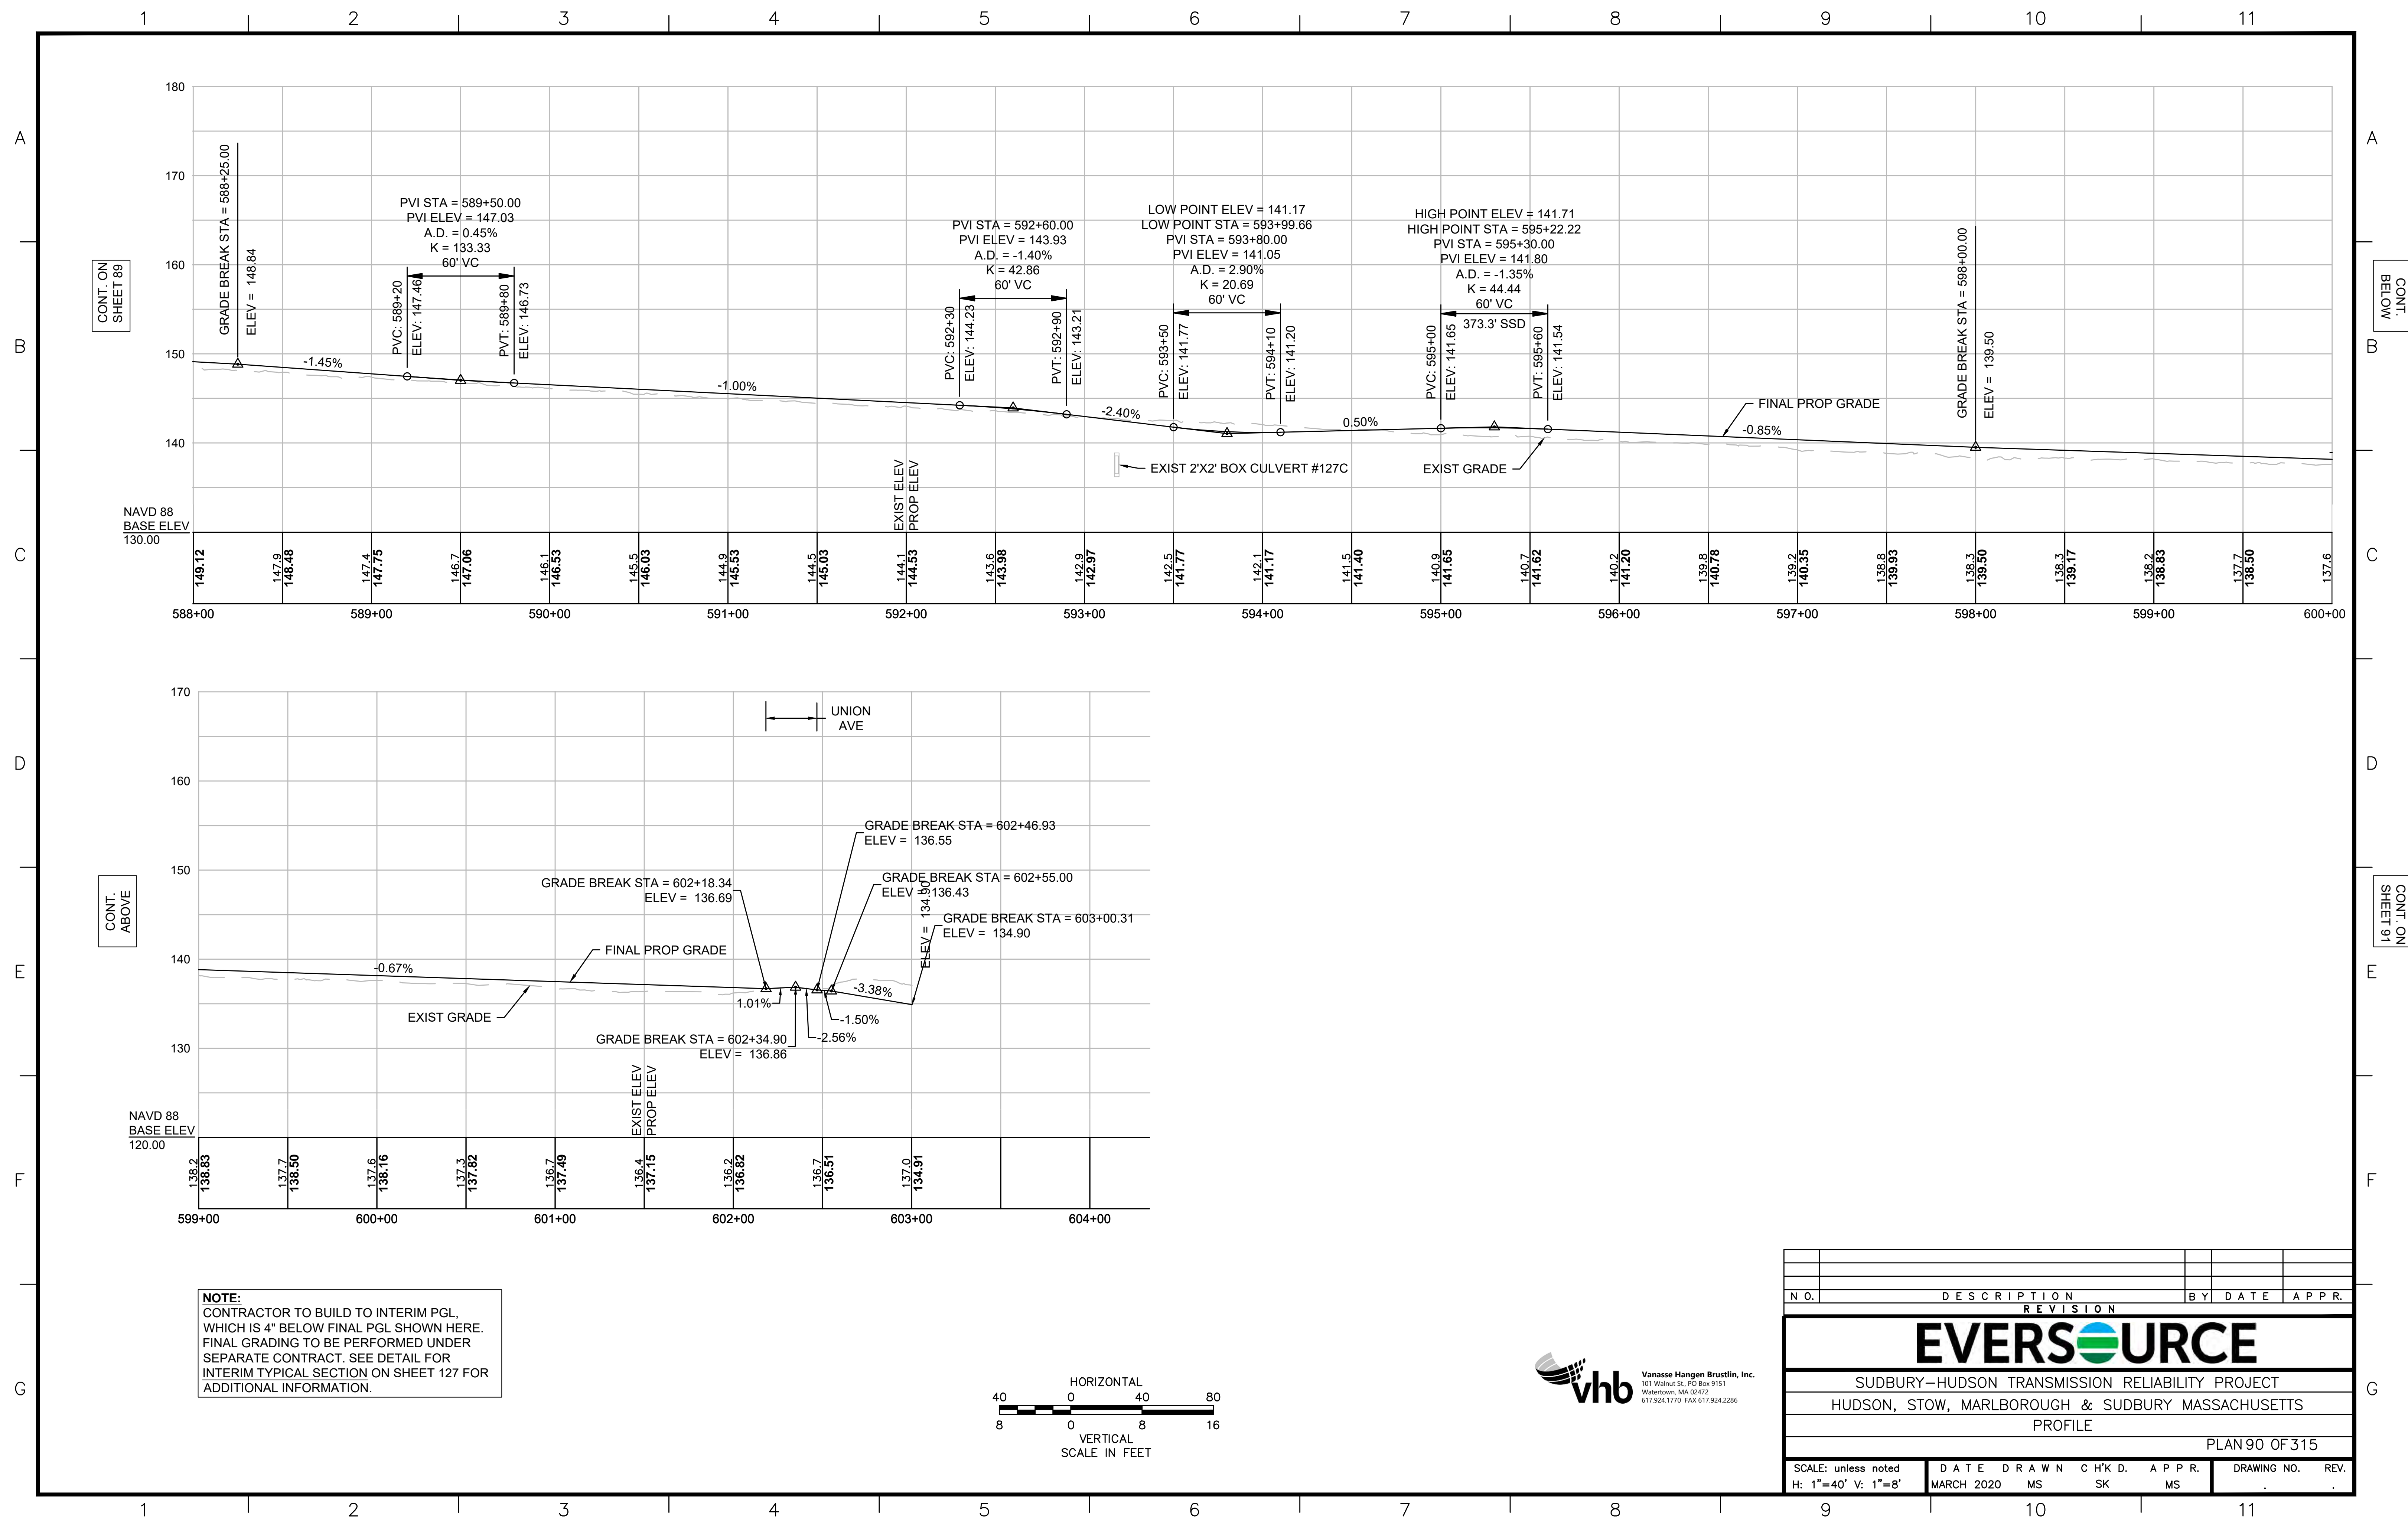 1 2 3 4 5 6 7 8 9 10 11
A
B
C
D
E
F
G
CONT. ON
SHEET 89
180
170
160
150
140
NAVD 88
BASE ELEV
130.00
GRADE BREAK STA = 588+25.00
ELEV = 148.84
-1.45%
PVI STA = 589+50.00
PVI ELEV = 147.03
A.D. = 0.45%
K = 133.33
60' VC
PVC: 589+20
ELEV: 147.46
PVT: 589+80
ELEV: 146.73
-1.00%
PVI STA = 592+60.00
PVI ELEV = 143.93
A.D. = -1.40%
K = 42.86
60' VC
PVC: 592+30
ELEV: 144.23
PVT: 592+90
ELEV: 143.21
-2.40%
LOW POINT ELEV = 141.17
LOW POINT STA = 593+99.66
PVI STA = 593+80.00
PVI ELEV = 141.05
A.D. = 2.90%
K = 20.69
60' VC
PVC: 593+50
ELEV: 141.77
PVT: 594+10
ELEV: 141.20
0.50%
HIGH POINT ELEV = 141.71
HIGH POINT STA = 595+22.22
PVI STA = 595+30.00
PVI ELEV = 141.80
A.D. = -1.35%
K = 44.44
60' VC
373.3' SSD
PVC: 595+00
ELEV: 141.65
PVT: 595+60
ELEV: 141.54
FINAL PROP GRADE
-0.85%
EXIST GRADE
EXIST 2'X2' BOX CULVERT #127C
GRADE BREAK STA = 598+00.00
ELEV = 139.50
CONT.
BELOW
EXIST ELEV
PROP ELEV
149.12
147.9
148.48
147.4
147.75
146.7
147.06
146.1
146.53
145.5
146.03
144.9
145.53
144.5
145.03
144.1
144.53
143.6
143.98
142.9
142.97
142.5
141.77
142.1
141.17
141.5
141.40
140.9
141.65
140.7
141.62
140.2
141.20
139.8
140.78
139.2
140.35
138.8
139.93
138.3
139.50
138.3
139.17
138.2
138.83
137.7
138.50
137.6
588+00 589+00 590+00 591+00 592+00 593+00 594+00 595+00 596+00 597+00 598+00 599+00 600+00
CONT.
ABOVE
170
160
150
140
130
NAVD 88
BASE ELEV
120.00
UNION
AVE
GRADE BREAK STA = 602+46.93
ELEV = 136.55
GRADE BREAK STA = 602+18.34
ELEV = 136.69
GRADE BREAK STA = 602+55.00
ELEV = 136.43
ELEV = 134.90
GRADE BREAK STA = 603+00.31
ELEV = 134.90
FINAL PROP GRADE
-0.67%
EXIST GRADE
1.01%
-3.38%
-1.50%
-2.56%
GRADE BREAK STA = 602+34.90
ELEV = 136.86
EXIST ELEV
PROP ELEV
138.2
138.83
137.7
138.50
137.6
138.16
137.3
137.82
136.7
137.49
136.4
137.15
136.2
136.82
136.7
136.51
137.0
134.91
599+00 600+00 601+00 602+00 603+00 604+00
CONT. ON
SHEET 91
NOTE:
CONTRACTOR TO BUILD TO INTERIM PGL,
WHICH IS 4" BELOW FINAL PGL SHOWN HERE.
FINAL GRADING TO BE PERFORMED UNDER
SEPARATE CONTRACT. SEE DETAIL FOR
INTERIM TYPICAL SECTION ON SHEET 127 FOR
ADDITIONAL INFORMATION.
HORIZONTAL
40 0 40 80
8 0 8 16
VERTICAL
SCALE IN FEET
vhb
Vanasse Hangen Brustlin, Inc.
101 Walnut St., PO Box 9151
Watertown, MA 02472
617.924.1770 FAX 617.924.2286
NO. DESCRIPTION BY DATE APPR.
REVISION
EVERSOURCE
SUDBURY-HUDSON TRANSMISSION RELIABILITY PROJECT
HUDSON, STOW, MARLBOROUGH & SUDBURY MASSACHUSETTS
PROFILE
PLAN 90 OF 315
SCALE: unless noted DATE DRAWN CH'K D. APPR. DRAWING NO. REV.
H: 1"=40' V: 1"=8' MARCH 2020 MS SK MS . .
A
B
C
D
E
F
G
1 2 3 4 5 6 7 8 9 10 11